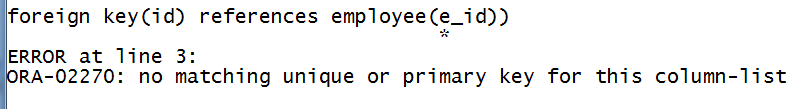 foreign key(id) references employee(e_id))
*
ERROR at line 3:
ORA-02270: no matching unique or primary key for this column-list